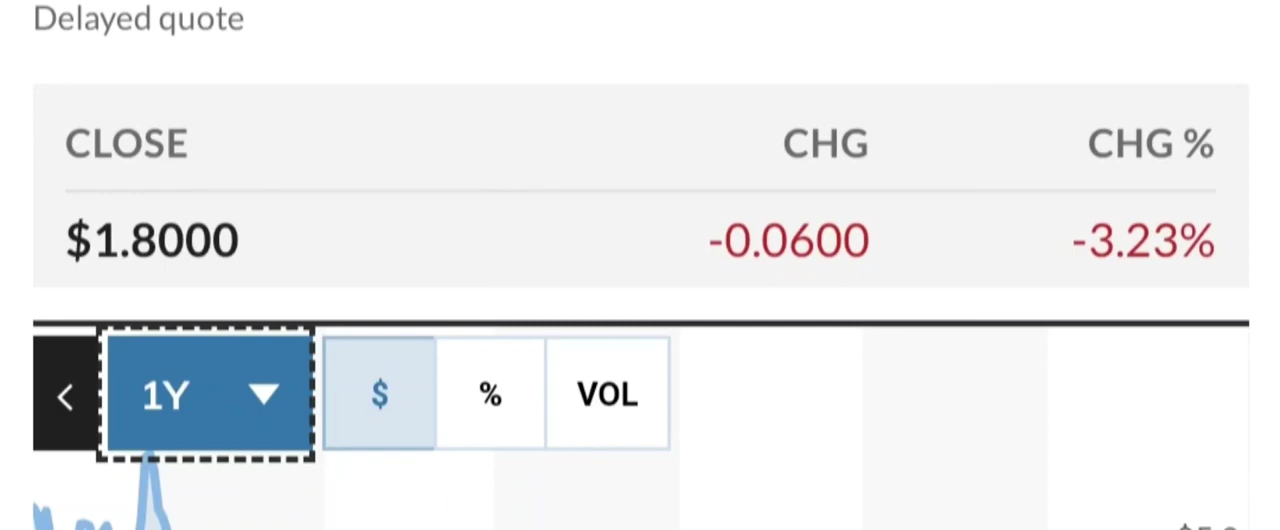 Delayed quote
CLOSE CHG CHG %
$1.8000 -0.0600 -3.23%
1Y $ % VOL